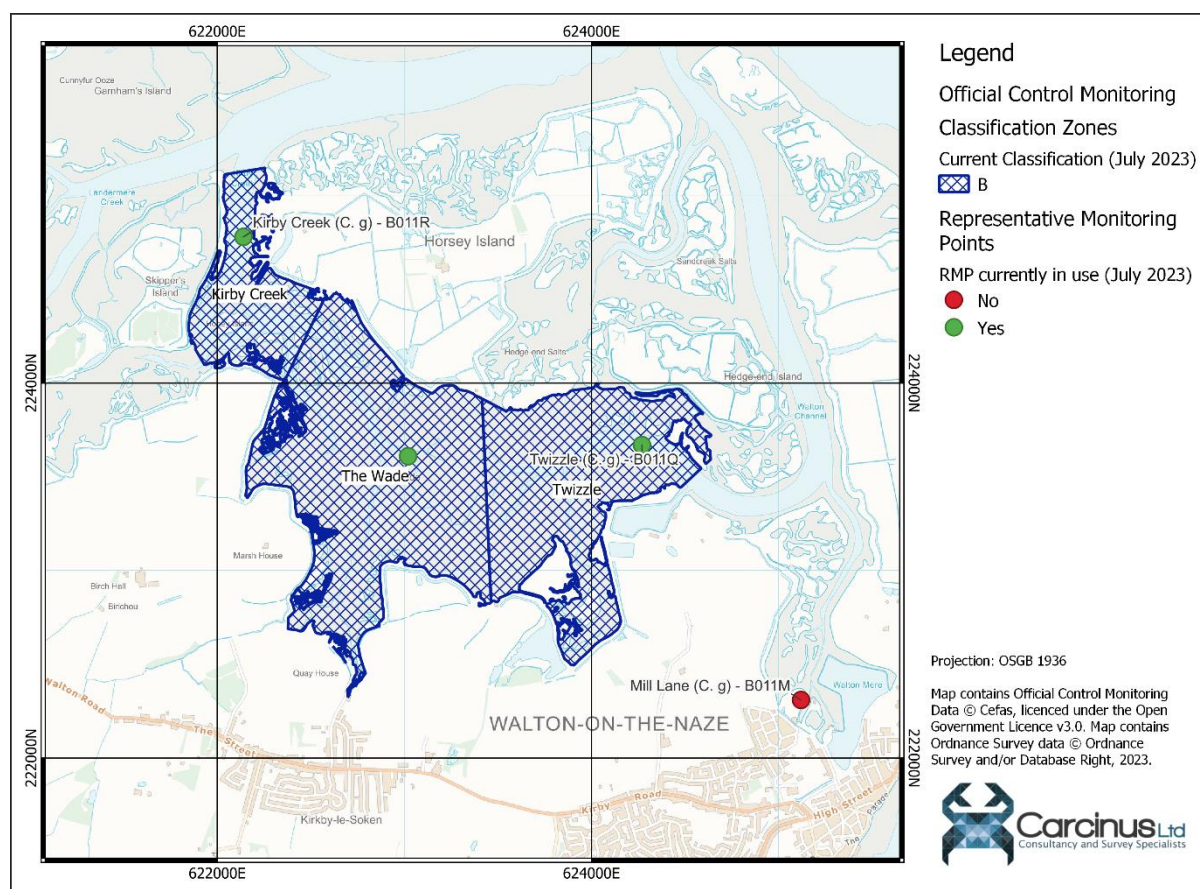 622000E
624000E
Cunnyfur Ooze
Garnham's Island
Landermere
Creek
Kirby Creek (C. g) - B011R
Horsey Island
Sandcreek Salts
Skipper's
Island
Kirby Creek
Hedge-end Salts
224000N
224000N
Hedge-end Island
Walton
Channel
Twizzle (C. g) - B011Q
The Wade
Twizzle
Marsh House
Birch Hall
Birichou
Quay House
Mill Lane (C. g) - B011M
Walton Mere
Walton Road
WALTON-ON-THE-NAZE
The Street
222000N
222000N
Kirby Road
High Street
The Parade
Kirkby-le-Soken
622000E
624000E
Legend
Official Control Monitoring
Classification Zones
Current Classification (July 2023)
B
Representative Monitoring
Points
RMP currently in use (July 2023)
No
Yes
Projection: OSGB 1936
Map contains Official Control Monitoring
Data © Cefas, licenced under the Open
Government Licence v3.0. Map contains
Ordnance Survey data © Ordnance
Survey and/or Database Right, 2023.
Carcinus Ltd
Consultancy and Survey Specialists